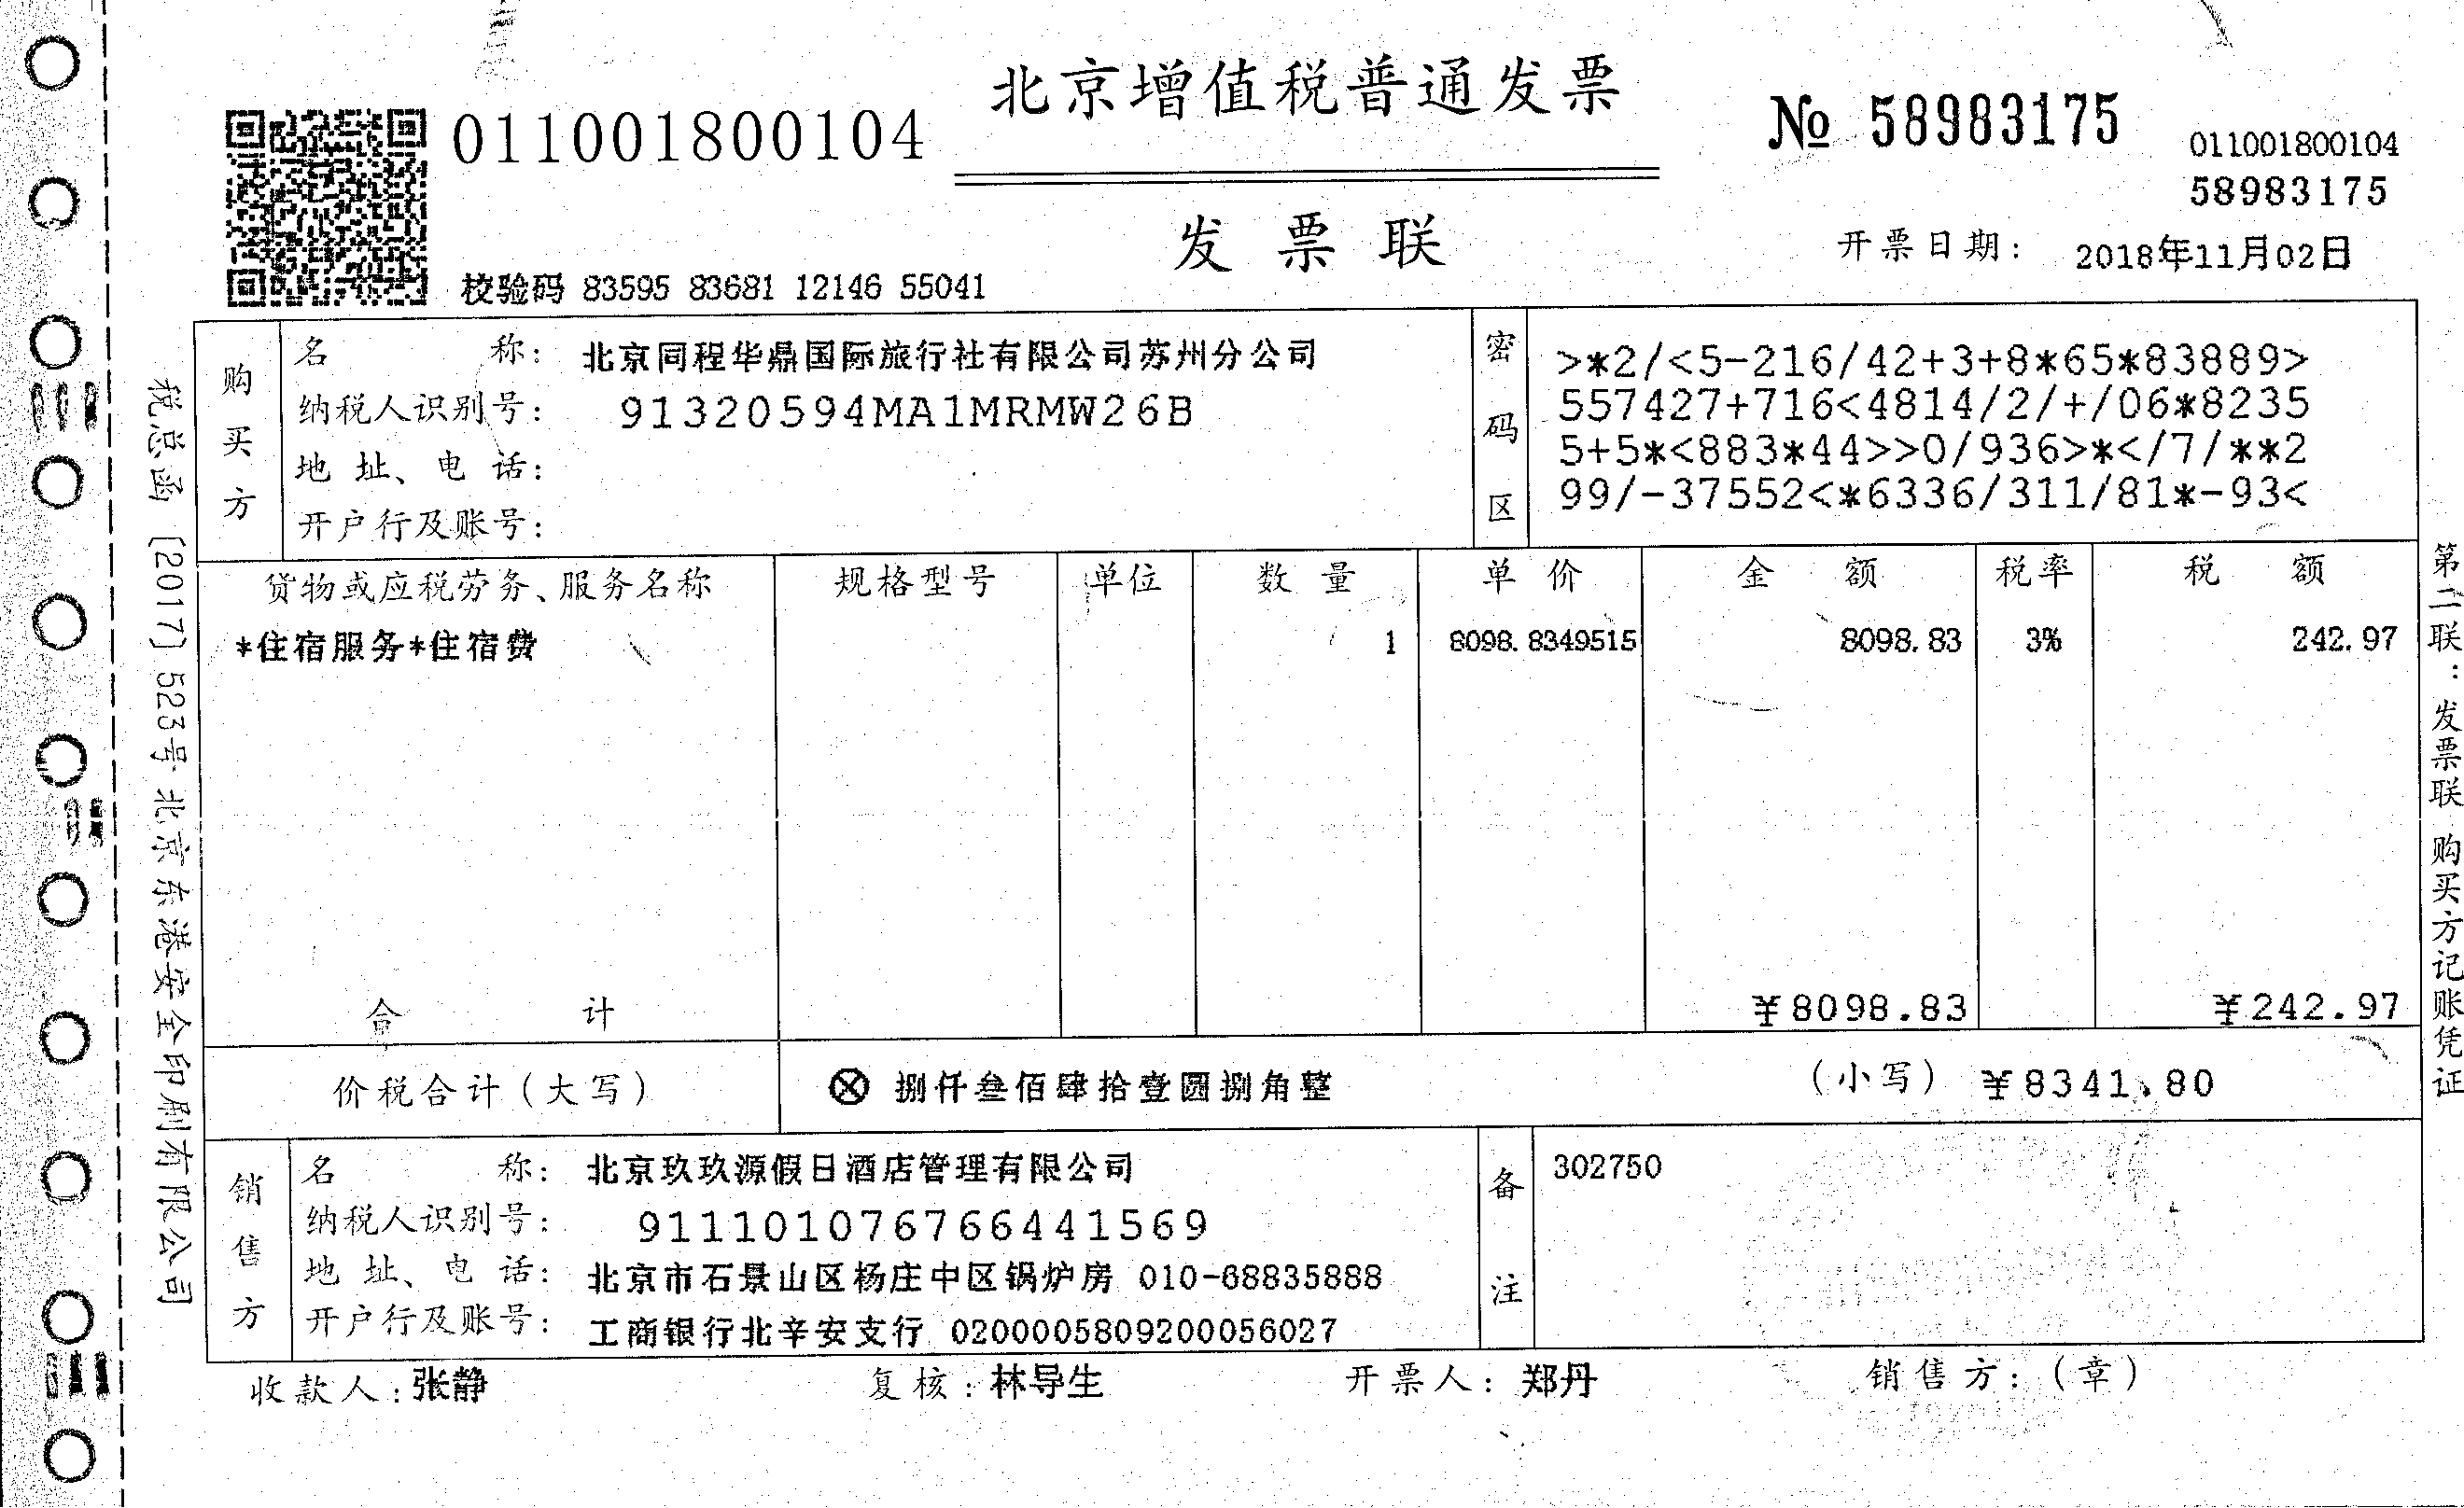 北京增值税普通发票
011001800104
№ 58983175
011001800104
58983175
发票联
开票日期: 2018年11月02日
校验码 83595 83681 12146 55041
税总函〔2017〕523号北京东港安全印刷有限公司
购买方
名称: 北京同程华鼎国际旅行社有限公司苏州分公司
纳税人识别号: 91320594MA1MRMW26B
地址、电话:
开户行及账号:
密码区
>*2/<5-216/42+3+8*65*83889>
557427+716<4814/2/+/06*8235
5+5*<883*44>>0/936>*</7/**2
99/-37552<*6336/311/81*-93<
货物或应税劳务、服务名称 规格型号 单位 数量 单价 金额 税率 税额
*住宿服务*住宿费 1 8098.8349515 8098.83 3% 242.97
合计 ¥8098.83 ¥242.97
价税合计(大写) ⊗ 捌仟叁佰肆拾壹圆捌角整 (小写) ¥8341.80
销售方
名称: 北京玖玖源假日酒店管理有限公司
纳税人识别号: 911101076766441569
地址、电话: 北京市石景山区杨庄中区锅炉房 010-68835888
开户行及账号: 工商银行北辛安支行 0200005809200056027
备注
302750
收款人: 张静 复核: 林导生 开票人: 郑丹 销售方: (章)
第二联:发票联 购买方记账凭证